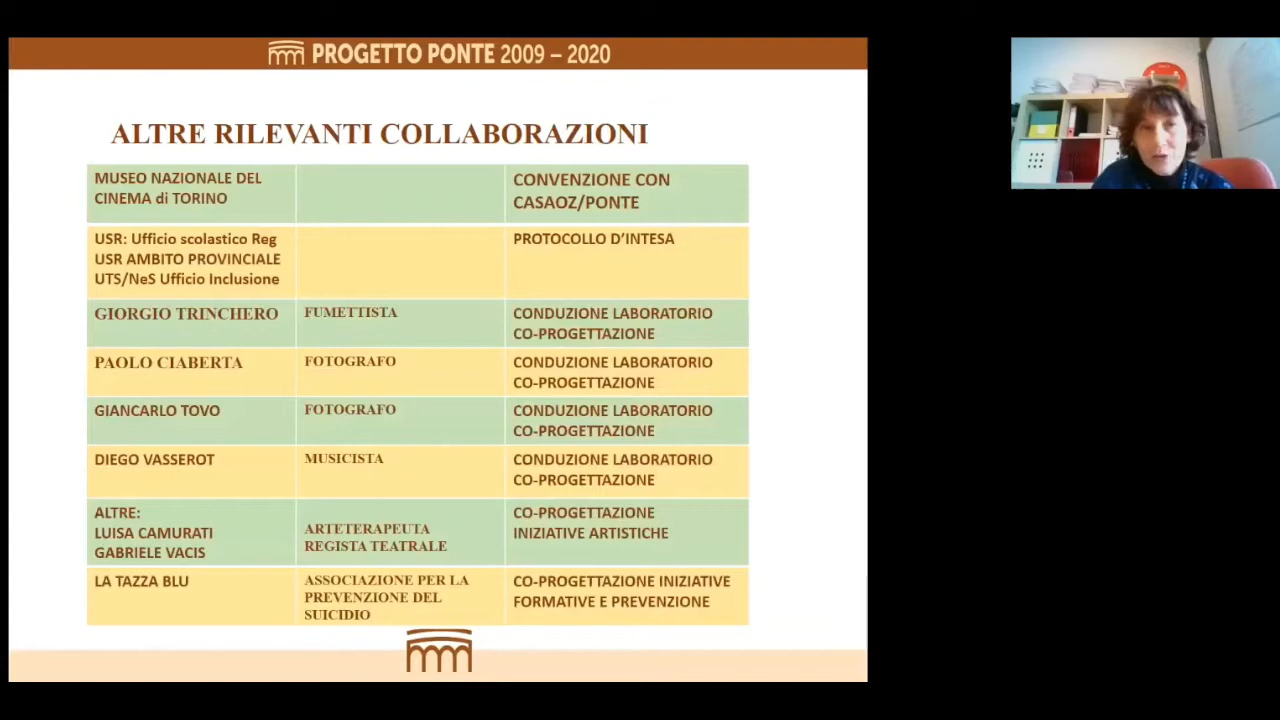 PROGETTO PONTE 2009 – 2020
ALTRE RILEVANTI COLLABORAZIONI
MUSEO NAZIONALE DEL
CINEMA di TORINO
CONVENZIONE CON
CASAOZ/PONTE
USR: Ufficio scolastico Reg
USR AMBITO PROVINCIALE
UTS/NeS Ufficio Inclusione
PROTOCOLLO D'INTESA
GIORGIO TRINCHERO
FUMETTISTA
CONDUZIONE LABORATORIO
CO-PROGETTAZIONE
PAOLO CIABERTA
FOTOGRAFO
CONDUZIONE LABORATORIO
CO-PROGETTAZIONE
GIANCARLO TOVO
FOTOGRAFO
CONDUZIONE LABORATORIO
CO-PROGETTAZIONE
DIEGO VASSEROT
MUSICISTA
CONDUZIONE LABORATORIO
CO-PROGETTAZIONE
ALTRE:
LUISA CAMURATI
GABRIELE VACIS
ARTETERAPEUTA
REGISTA TEATRALE
CO-PROGETTAZIONE
INIZIATIVE ARTISTICHE
LA TAZZA BLU
ASSOCIAZIONE PER LA
PREVENZIONE DEL
SUICIDIO
CO-PROGETTAZIONE INIZIATIVE
FORMATIVE E PREVENZIONE